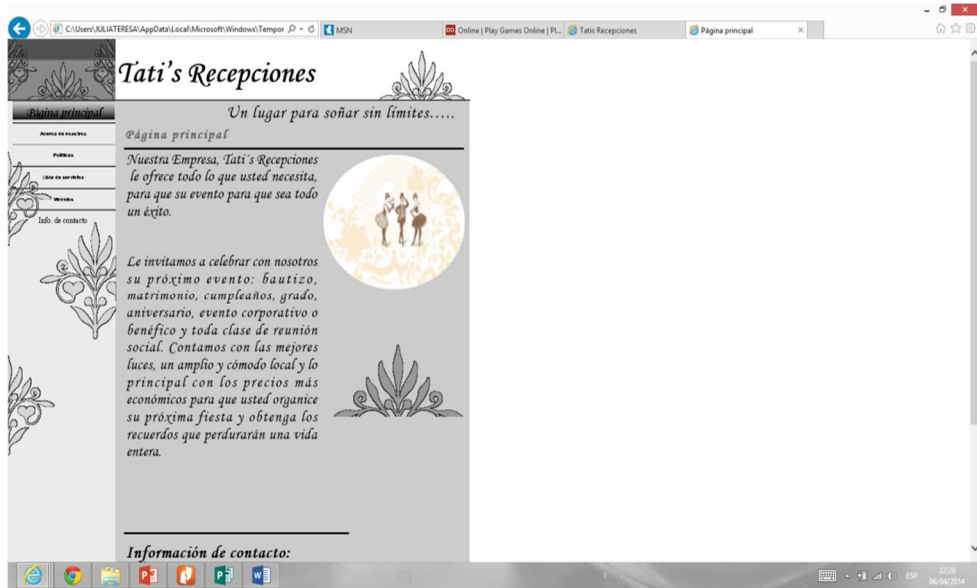 C:\Users\JULIATERESA\AppData\Local\Microsoft\Windows\Tempor
MSN
Online | Play Games Online | Pl...
Tatis Recepciones
Página principal
Tati's Recepciones
Un lugar para soñar sin límites.....
Página principal
Acerca de nosotros
Políticas
Lista de servicios
Vínculos
Info. de contacto
Página principal
Nuestra Empresa, Tati´s Recepciones
le ofrece todo lo que usted necesita,
para que su evento para que sea todo
un éxito.
Le invitamos a celebrar con nosotros
su próximo evento: bautizo,
matrimonio, cumpleaños, grado,
aniversario, evento corporativo o
benéfico y toda clase de reunión
social. Contamos con las mejores
luces, un amplio y cómodo local y lo
principal con los precios más
económicos para que usted organice
su próxima fiesta y obtenga los
recuerdos que perdurarán una vida
entera.
Información de contacto:
ESP
22:28
06/04/2014